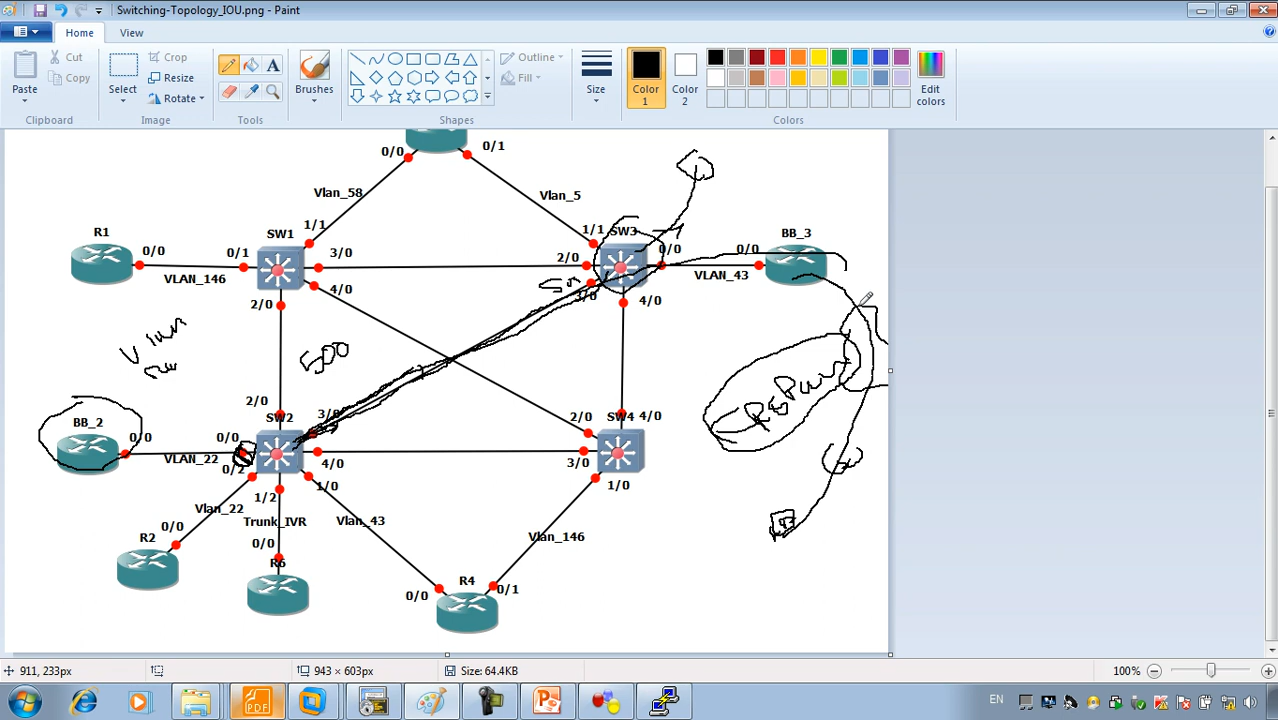 Switching-Topology_IOU.png - Paint
Home
View
Paste
Cut
Copy
Clipboard
Select
Crop
Resize
Rotate
Image
Tools
Brushes
Shapes
Outline
Fill
Size
Color 1
Color 2
Edit colors
Colors
0/0
0/1
Vlan_58
Vlan_5
1/1
1/1
R1
SW1
SW3
BB_3
0/0
0/1
3/0
2/0
0/0
0/0
VLAN_146
VLAN_43
4/0
3/0
4/0
2/0
Vlan
500
2/0
3/0
2/0
4/0
SW2
SW4
BB_2
0/0
0/0
VLAN_22
4/0
3/0
0/2
1/0
1/0
1/2
Vlan_22
Trunk_IVR
Vlan_43
Vlan_146
0/0
0/0
R2
R6
R4
0/0
0/1
911, 233px
943 × 603px
Size: 64.4KB
100%
EN
PDF